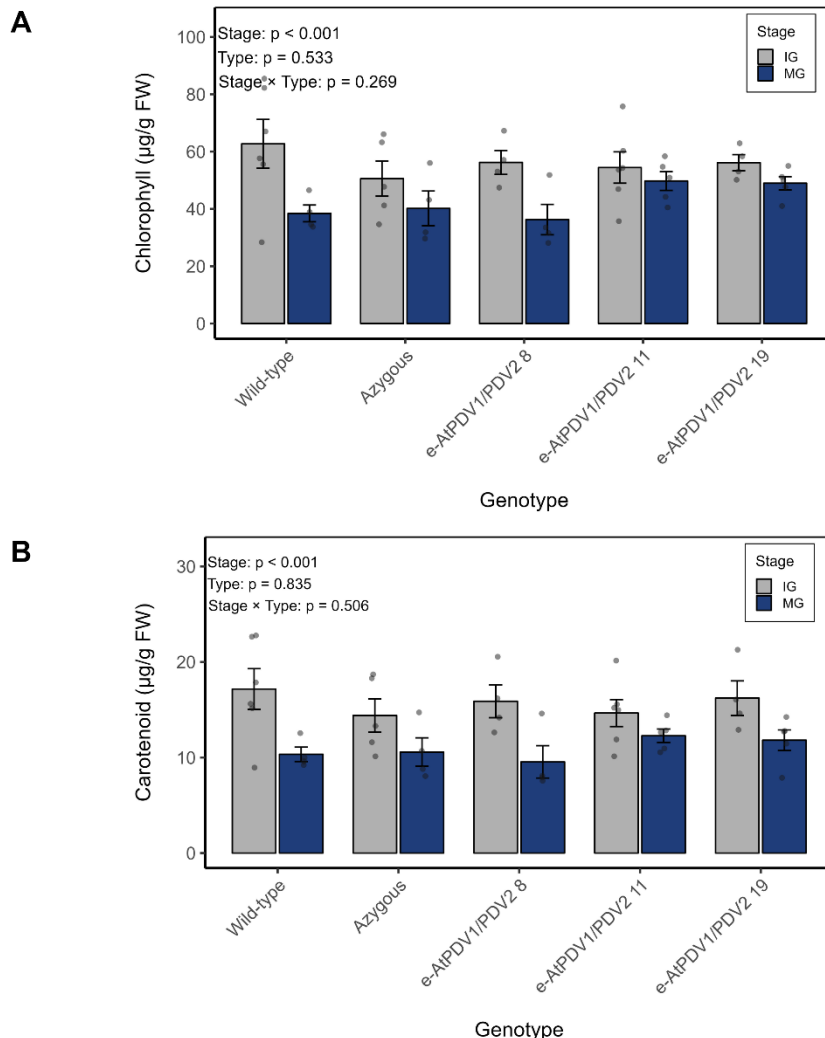 A
Stage: p < 0.001
Type: p = 0.533
Stage × Type: p = 0.269
Stage
IG
MG
Chlorophyll (µg/g FW)
100
80
60
40
20
0
Wild-type
Azygous
e-AtPDV1/PDV2 8
e-AtPDV1/PDV2 11
e-AtPDV1/PDV2 19
Genotype
B
Stage: p < 0.001
Type: p = 0.835
Stage × Type: p = 0.506
Stage
IG
MG
Carotenoid (µg/g FW)
30
20
10
0
Wild-type
Azygous
e-AtPDV1/PDV2 8
e-AtPDV1/PDV2 11
e-AtPDV1/PDV2 19
Genotype